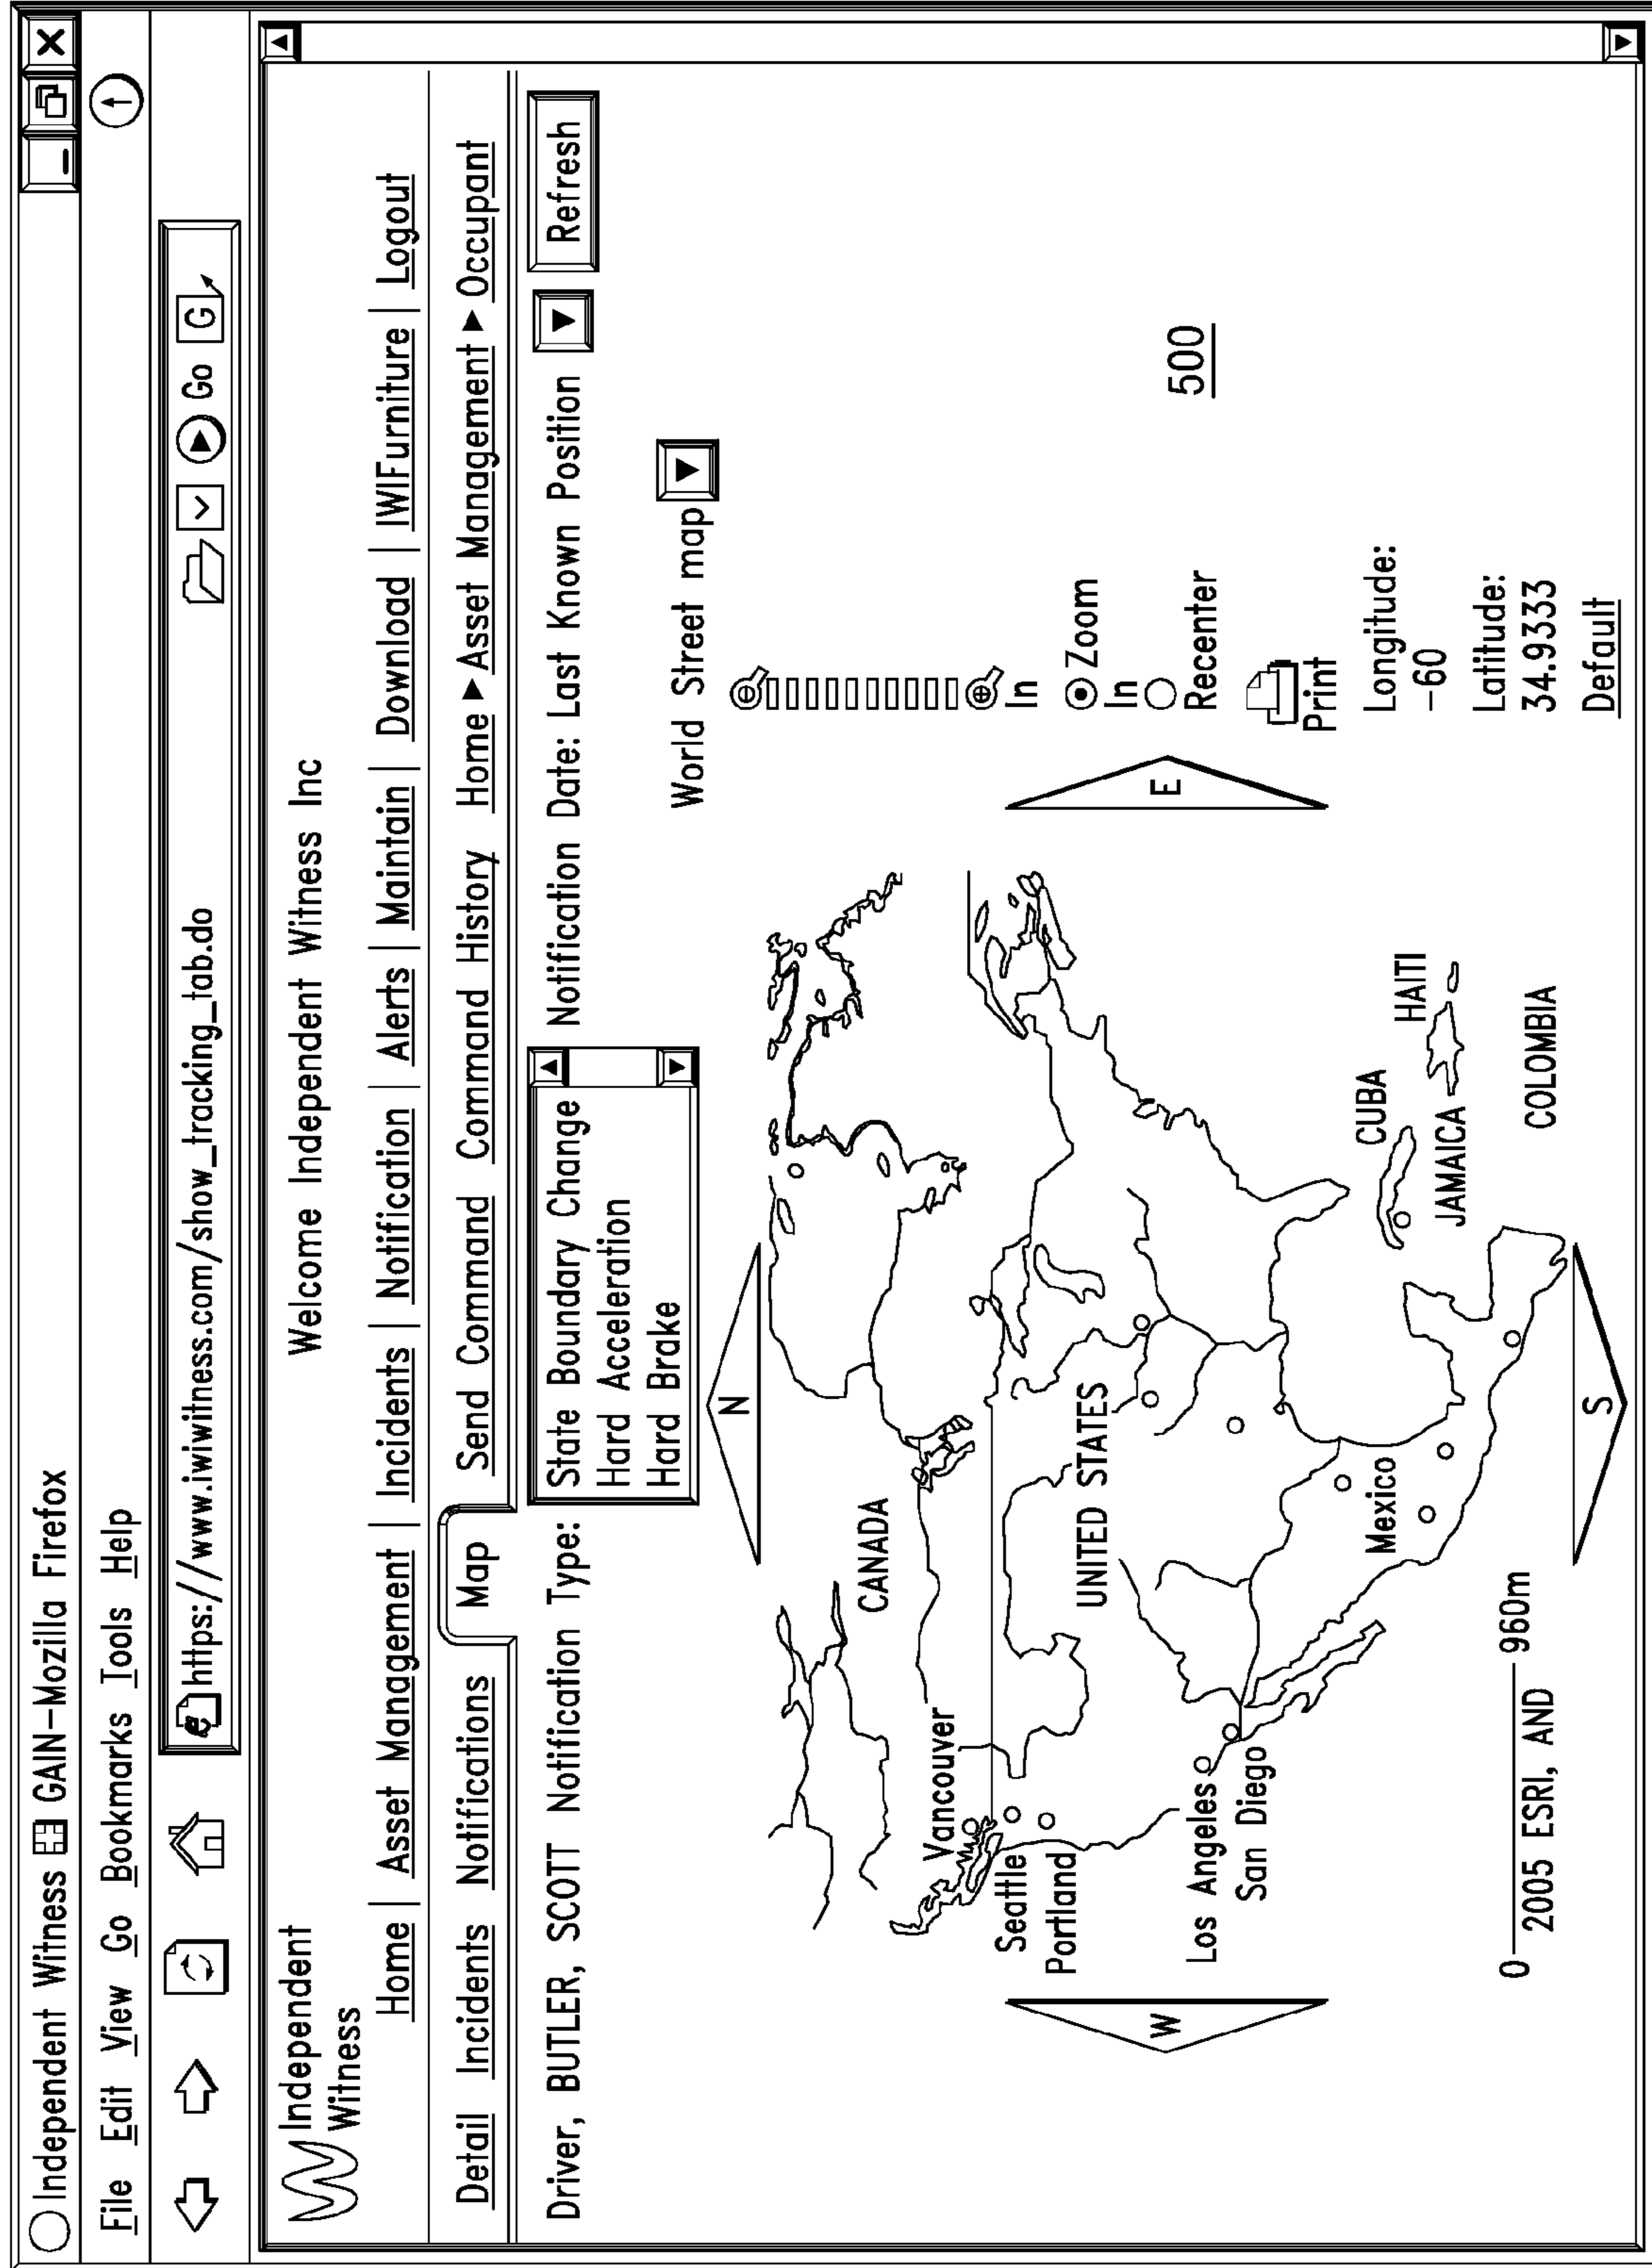 Independent Witness GAIN-Mozilla Firefox
File Edit View Go Bookmarks Tools Help
https://www.iwiwitness.com/show_tracking_tab.do Go G
Independent
Witness
Welcome Independent Witness Inc
Home | Asset Management | Incidents | Notification | Alerts | Maintain | Download | IWIFurniture | Logout
Detail Incidents Notifications Map Send Command Command History Home ▶ Asset Management ▶ Occupant
Driver, BUTLER, SCOTT Notification Type: State Boundary Change Notification Date: Last Known Position Refresh
Hard Acceleration
Hard Brake
World Street map
N
W
E
S
CANADA
Vancouver
Seattle
Portland
UNITED STATES
Los Angeles
San Diego
Mexico
CUBA
HAITI
JAMAICA
COLOMBIA
0 960m
2005 ESRI, AND
In
Zoom
In
Recenter
Print
Longitude:
-60
Latitude:
34.9333
Default
500